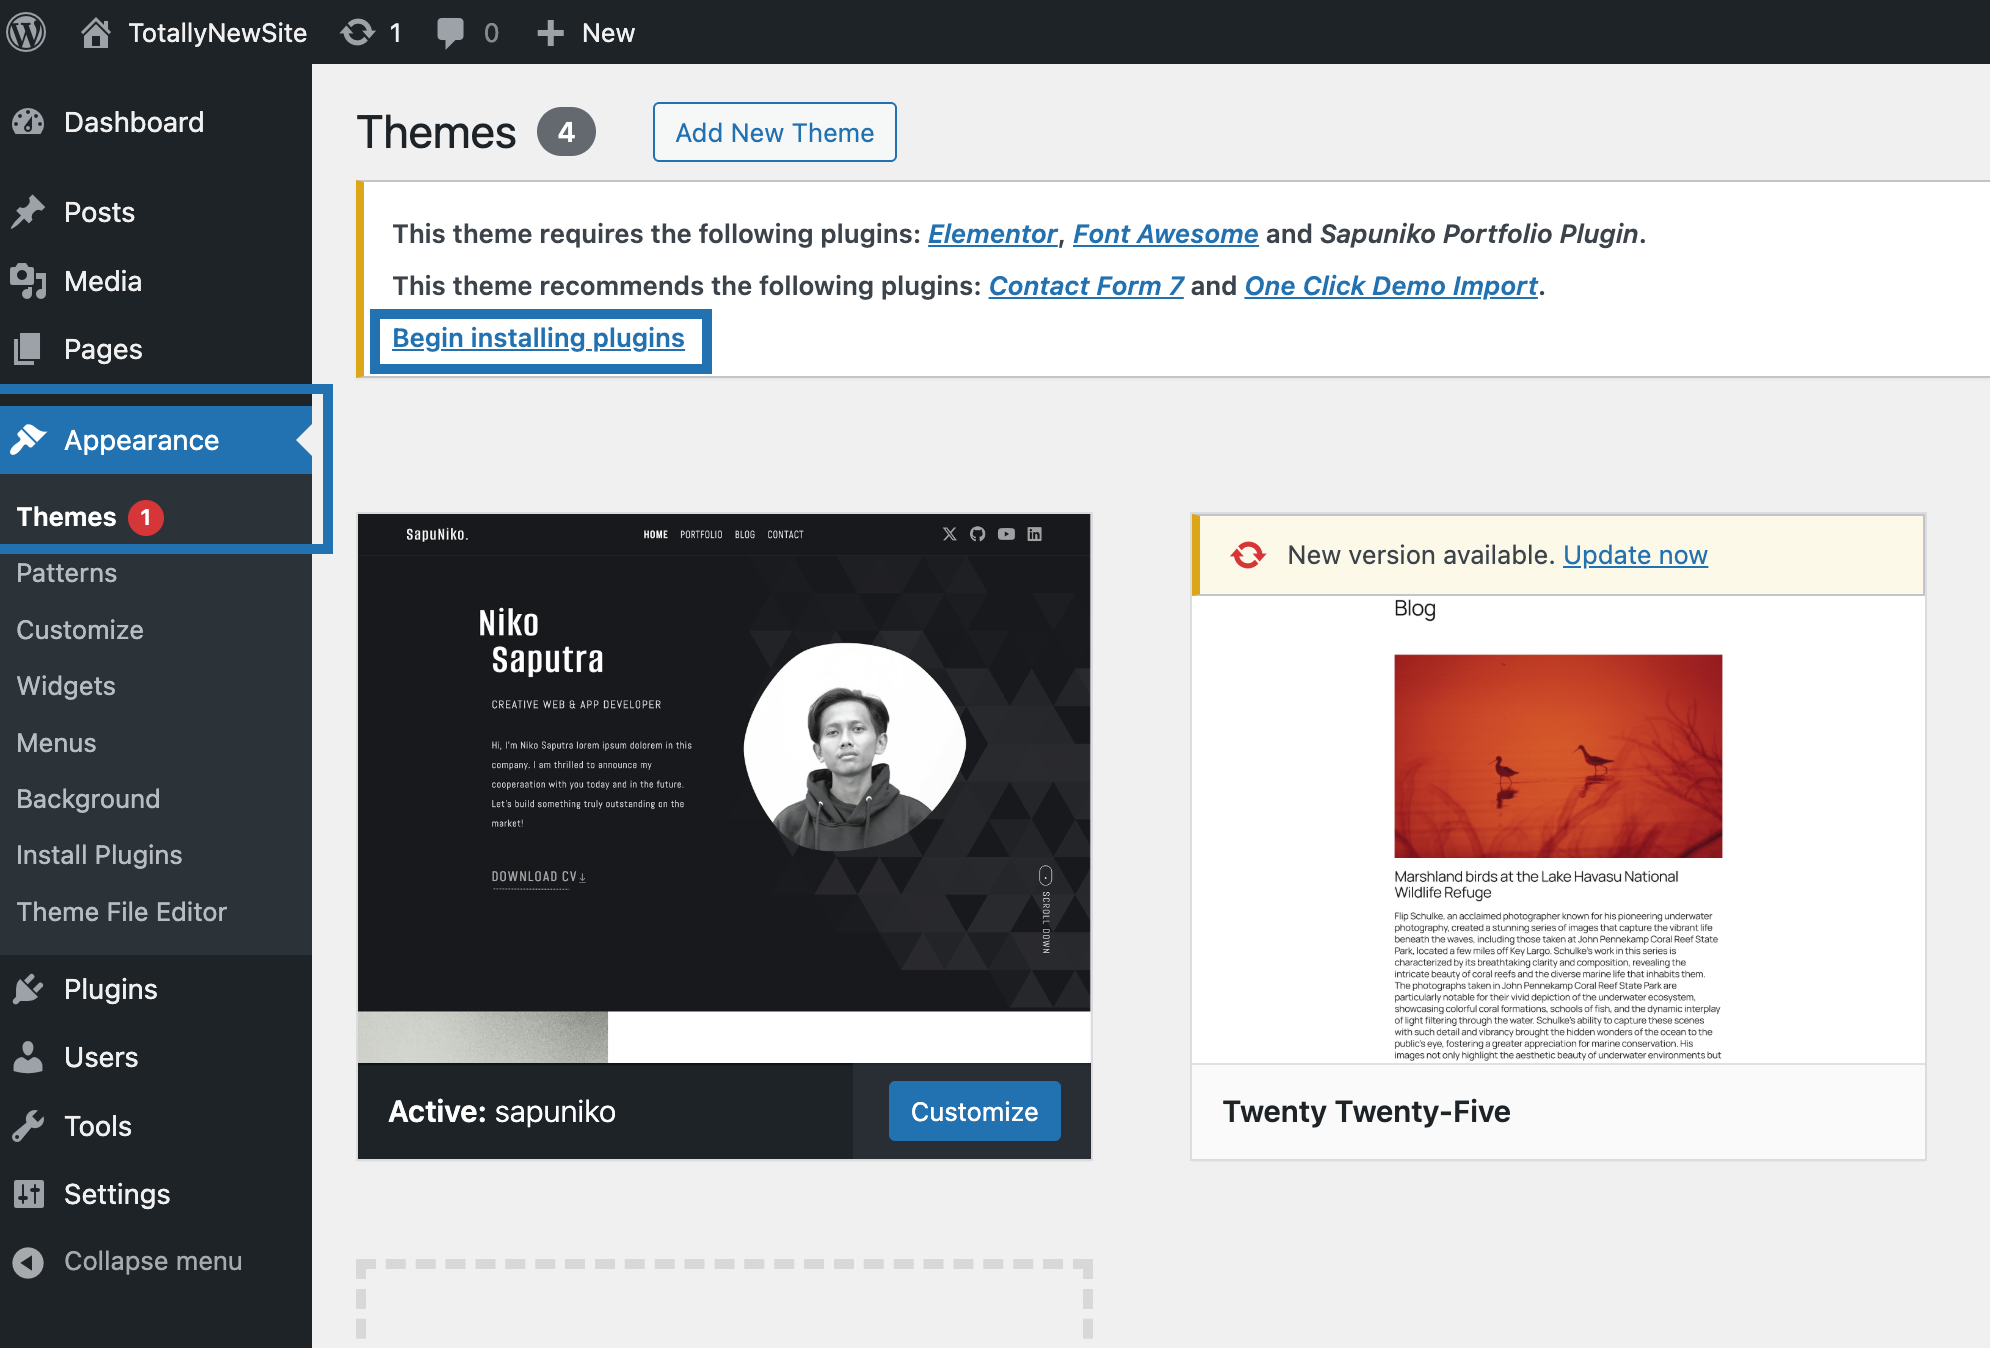 TotallyNewSite 1 0 New
Dashboard
Posts
Media
Pages
Appearance
Themes 1
Patterns
Customize
Widgets
Menus
Background
Install Plugins
Theme File Editor
Plugins
Users
Tools
Settings
Collapse menu
Themes 4 Add New Theme
This theme requires the following plugins: Elementor, Font Awesome and Sapuniko Portfolio Plugin.
This theme recommends the following plugins: Contact Form 7 and One Click Demo Import.
Begin installing plugins
SapuNiko. HOME PORTFOLIO BLOG CONTACT
Niko
Saputra
CREATIVE WEB & APP DEVELOPER
Hi, I'm Niko Saputra lorem ipsum dolorem in this
company. I am thrilled to announce my
cooperaation with you today and in the future.
Let's build something truly outstanding on the
market!
DOWNLOAD CV
SCROLL DOWN
Active: sapuniko Customize
New version available. Update now
Blog
Marshland birds at the Lake Havasu National
Wildlife Refuge
Flip Schulke, an acclaimed photographer known for his pioneering underwater
photography, created a stunning series of images that capture the vibrant life
beneath the waves, including those taken at John Pennekamp Coral Reef State
Park, located a few miles off Key Largo. Schulke's work in this series is
characterized by its breathtaking clarity and composition, revealing the
intricate beauty of coral reefs and the diverse marine life that inhabits them.
The photographs taken in John Pennekamp Coral Reef State Park are
particularly notable for their vivid depiction of the underwater ecosystem,
showcasing colorful coral formations, schools of fish, and the dynamic interplay
of light filtering through the water. Schulke's ability to capture these scenes
with such detail and vibrancy brought the hidden wonders of the ocean to the
public's eye, fostering a greater appreciation for marine conservation. His
images not only highlight the aesthetic beauty of underwater environments but
Twenty Twenty-Five